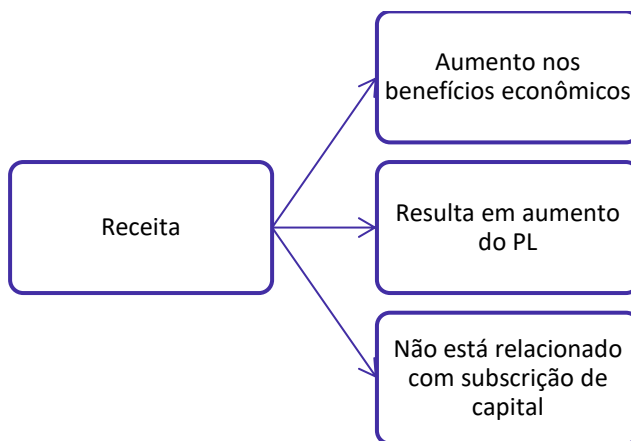 Receita
Aumento nos
benefícios econômicos
Resulta em aumento
do PL
Não está relacionado
com subscrição de
capital